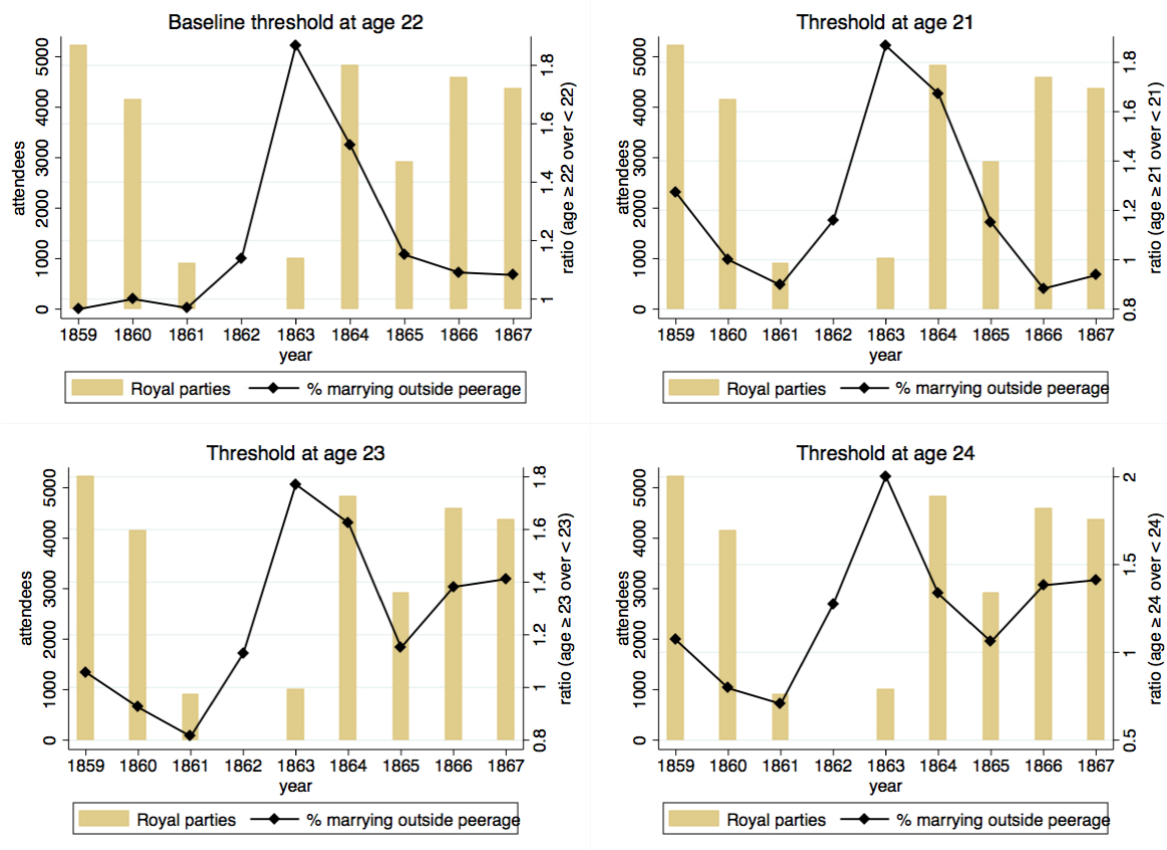 Baseline threshold at age 22
attendees
5000
4000
3000
2000
1000
0
1.8
1.6
1.4
1.2
1
ratio (age ≥ 22 over < 22)
1859 1860 1861 1862 1863 1864 1865 1866 1867
year
Royal parties % marrying outside peerage
Threshold at age 21
attendees
5000
4000
3000
2000
1000
0
1.8
1.6
1.4
1.2
1
0.8
ratio (age ≥ 21 over < 21)
1859 1860 1861 1862 1863 1864 1865 1866 1867
year
Royal parties % marrying outside peerage
Threshold at age 23
attendees
5000
4000
3000
2000
1000
0
1.8
1.6
1.4
1.2
1
0.8
ratio (age ≥ 23 over < 23)
1859 1860 1861 1862 1863 1864 1865 1866 1867
year
Royal parties % marrying outside peerage
Threshold at age 24
attendees
5000
4000
3000
2000
1000
0
2
1.5
1
0.5
ratio (age ≥ 24 over < 24)
1859 1860 1861 1862 1863 1864 1865 1866 1867
year
Royal parties % marrying outside peerage